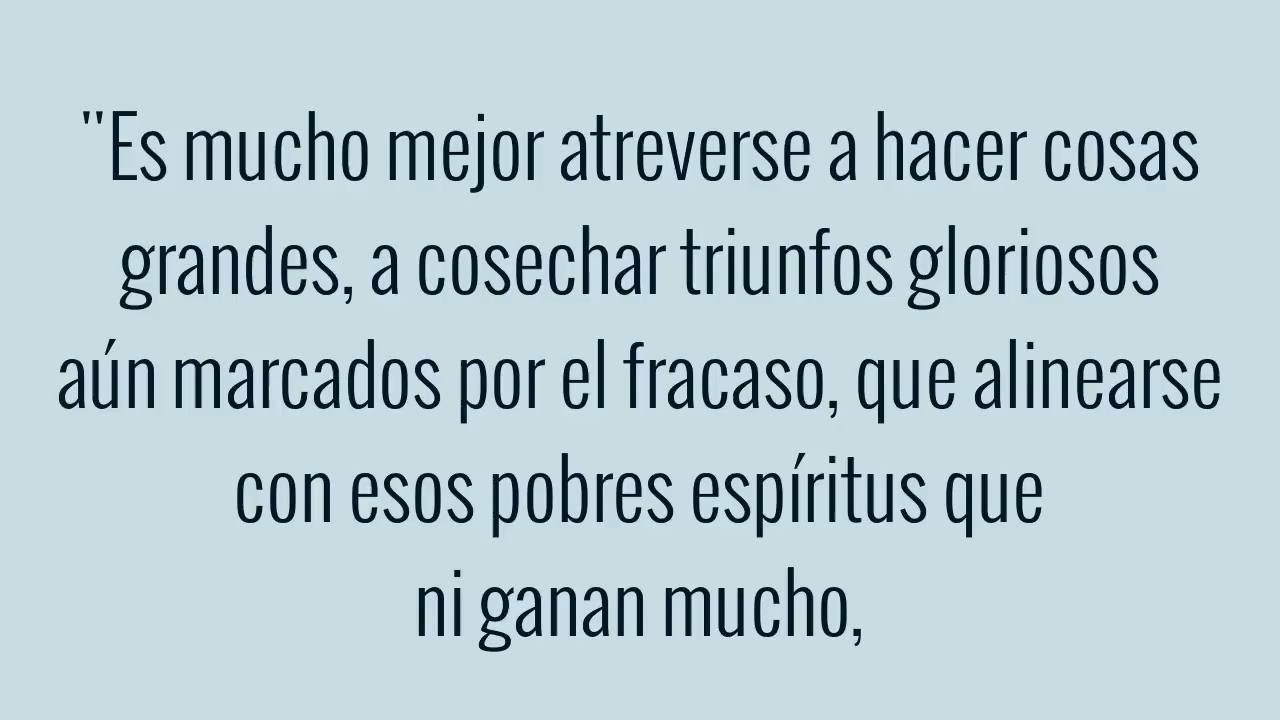 "Es mucho mejor atreverse a hacer cosas
grandes, a cosechar triunfos gloriosos
aún marcados por el fracaso, que alinearse
con esos pobres espíritus que
ni ganan mucho,